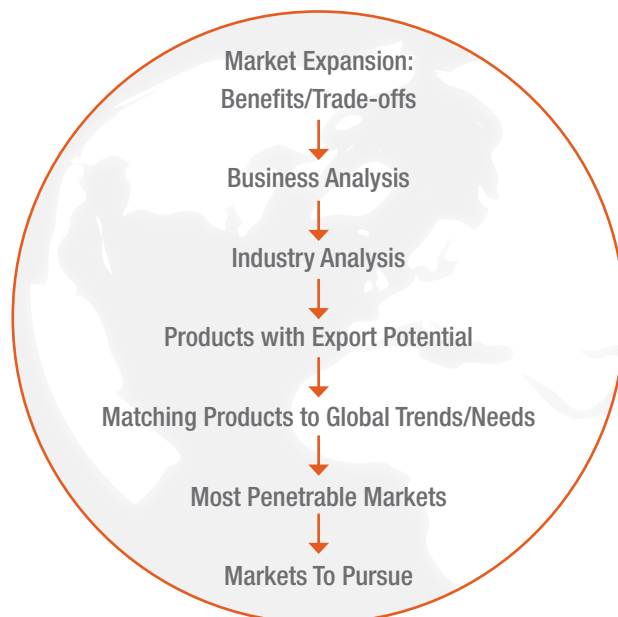 Market Expansion:
Benefits/Trade-offs
Business Analysis
Industry Analysis
Products with Export Potential
Matching Products to Global Trends/Needs
Most Penetrable Markets
Markets To Pursue